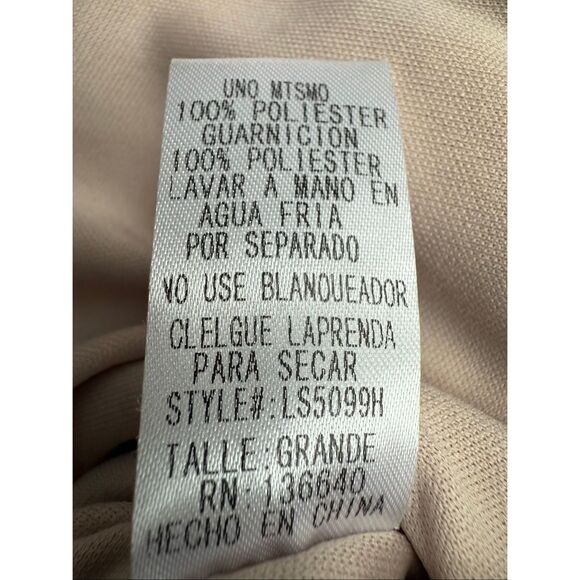 UNO MTSMO
100% POLIESTER
GUARNICION
100% POLIESTER
LAVAR A MANO EN
AGUA FRIA
POR SEPARADO
NO USE BLANQUEADOR
CLELGUE LAPRENDA
PARA SECAR
STYLE#:LS5099H
TALLE:GRANDE
RN:136640
HECHO EN CHINA